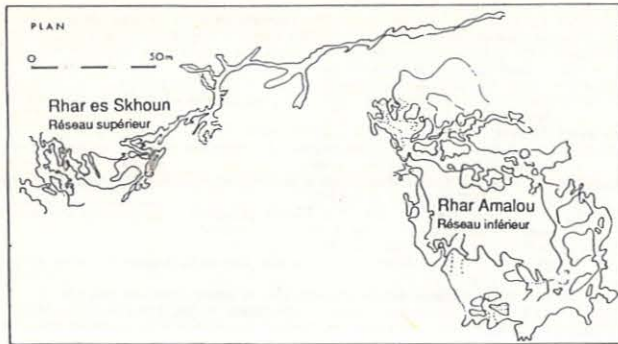 PLAN
0 50m
Rhar es Skhoun
Réseau supérieur
Rhar Amalou
Réseau inférieur